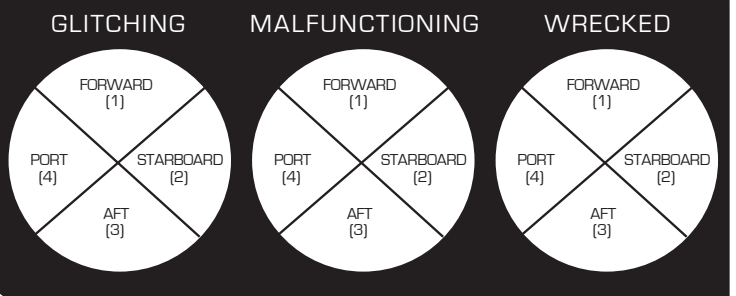 GLITCHING
FORWARD
(1)
PORT
(4)
STARBOARD
(2)
AFT
(3)
MALFUNCTIONING
FORWARD
(1)
PORT
(4)
STARBOARD
(2)
AFT
(3)
WRECKED
FORWARD
(1)
PORT
(4)
STARBOARD
(2)
AFT
(3)